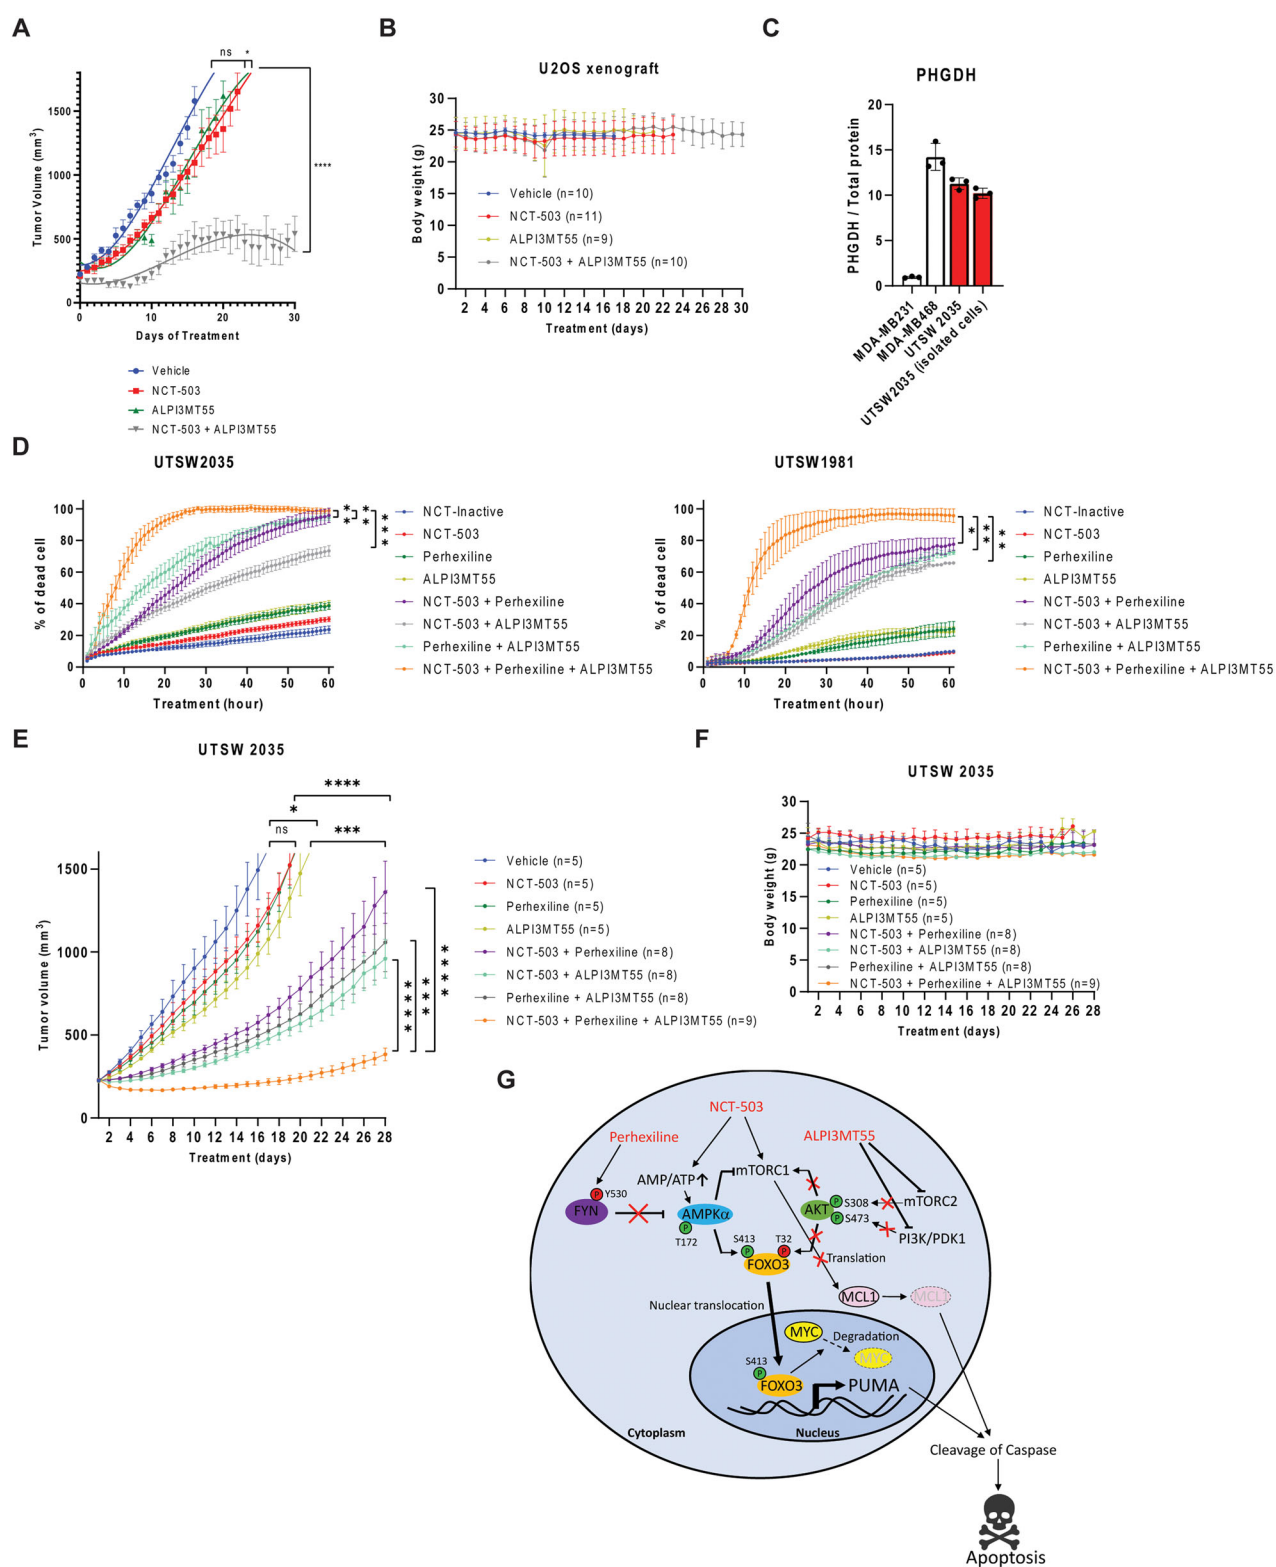 A
ns
*
****
Tumor Volume (mm³)
1500
1000
500
0
0
10
20
30
Days of Treatment
Vehicle
NCT-503
ALPI3MT55
NCT-503 + ALPI3MT55
B
U2OS xenograft
Body weight (g)
30
25
20
15
10
5
0
Vehicle (n=10)
NCT-503 (n=11)
ALPI3MT55 (n=9)
NCT-503 + ALPI3MT55 (n=10)
2 4 6 8 10 12 14 16 18 20 22 24 26 28 30
Treatment (days)
C
PHGDH
PHGDH / Total protein
20
15
10
5
0
MDA-MB231
MDA-MB468
UTSW 2035
UTSW2035 (isolated cells)
D
UTSW2035
% of dead cell
100
80
60
40
20
0
0 10 20 30 40 50 60
Treatment (hour)
**
**
***
NCT-Inactive
NCT-503
Perhexiline
ALPI3MT55
NCT-503 + Perhexiline
NCT-503 + ALPI3MT55
Perhexiline + ALPI3MT55
NCT-503 + Perhexiline + ALPI3MT55
UTSW1981
% of dead cell
100
80
60
40
20
0
0 10 20 30 40 50 60
Treatment (hour)
*
**
**
NCT-Inactive
NCT-503
Perhexiline
ALPI3MT55
NCT-503 + Perhexiline
NCT-503 + ALPI3MT55
Perhexiline + ALPI3MT55
NCT-503 + Perhexiline + ALPI3MT55
E
UTSW 2035
****
*
ns
***
Tumor volume (mm³)
1500
1000
500
0
2 4 6 8 10 12 14 16 18 20 22 24 26 28
Treatment (days)
****
***
****
Vehicle (n=5)
NCT-503 (n=5)
Perhexiline (n=5)
ALPI3MT55 (n=5)
NCT-503 + Perhexiline (n=8)
NCT-503 + ALPI3MT55 (n=8)
Perhexiline + ALPI3MT55 (n=8)
NCT-503 + Perhexiline + ALPI3MT55 (n=9)
F
UTSW 2035
Body weight (g)
30
25
20
15
10
5
0
Vehicle (n=5)
NCT-503 (n=5)
Perhexiline (n=5)
ALPI3MT55 (n=5)
NCT-503 + Perhexiline (n=8)
NCT-503 + ALPI3MT55 (n=8)
Perhexiline + ALPI3MT55 (n=8)
NCT-503 + Perhexiline + ALPI3MT55 (n=9)
2 4 6 8 10 12 14 16 18 20 22 24 26 28
Treatment (days)
G
NCT-503
Perhexiline
ALPI3MT55
AMP/ATP
mTORC1
P Y530
FYN
AMPKα
P
T172
AKT
P S308
P S473
mTORC2
PI3K/PDK1
S413
P
T32
P
FOXO3
Translation
MCL1
MCL1
Nuclear translocation
MYC
Degradation
MYC
S413
P
FOXO3
PUMA
Cytoplasm
Nucleus
Cleavage of Caspase
Apoptosis